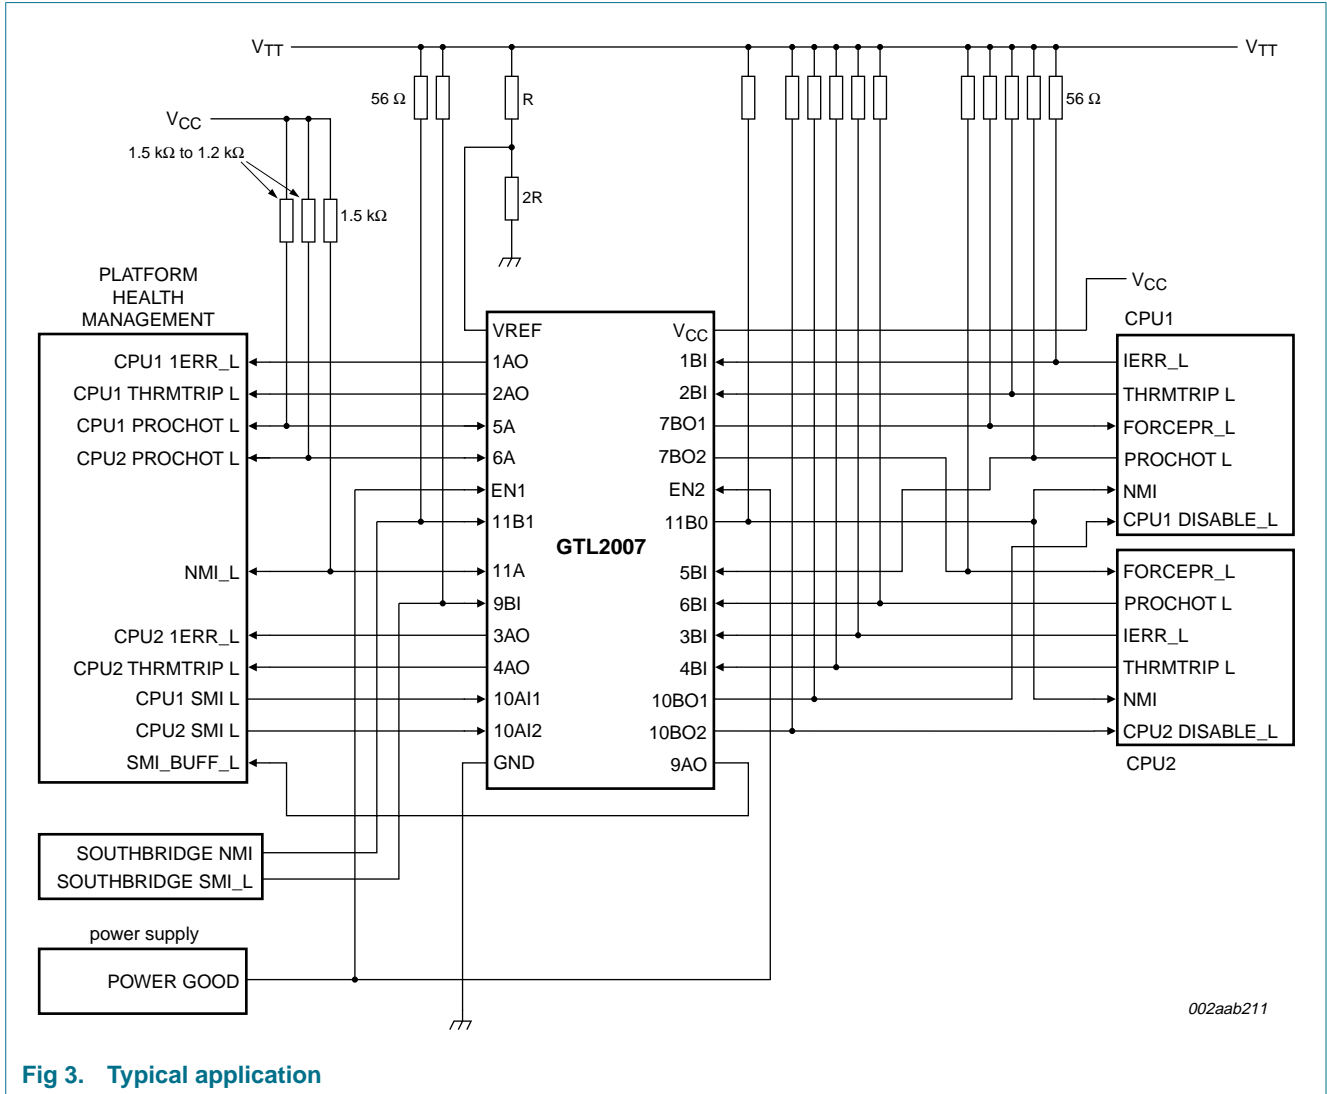 VTT
VTT
56 Ω
R
56 Ω
VCC
1.5 kΩ to 1.2 kΩ
2R
1.5 kΩ
PLATFORM
HEALTH
MANAGEMENT
VCC
CPU1
VREF
VCC
CPU1 1ERR_L
1AO
1BI
IERR_L
CPU1 THRMTRIP L
2AO
2BI
THRMTRIP L
CPU1 PROCHOT L
5A
7BO1
FORCEPR_L
CPU2 PROCHOT L
6A
7BO2
PROCHOT L
EN1
EN2
NMI
11B1
11B0
CPU1 DISABLE_L
GTL2007
NMI_L
11A
5BI
FORCEPR_L
9BI
6BI
PROCHOT L
CPU2 1ERR_L
3AO
3BI
IERR_L
CPU2 THRMTRIP L
4AO
4BI
THRMTRIP L
CPU1 SMI L
10AI1
10BO1
NMI
CPU2 SMI L
10AI2
10BO2
CPU2 DISABLE_L
SMI_BUFF_L
GND
9AO
CPU2
SOUTHBRIDGE NMI
SOUTHBRIDGE SMI_L
power supply
POWER GOOD
002aab211
Fig 3. Typical application